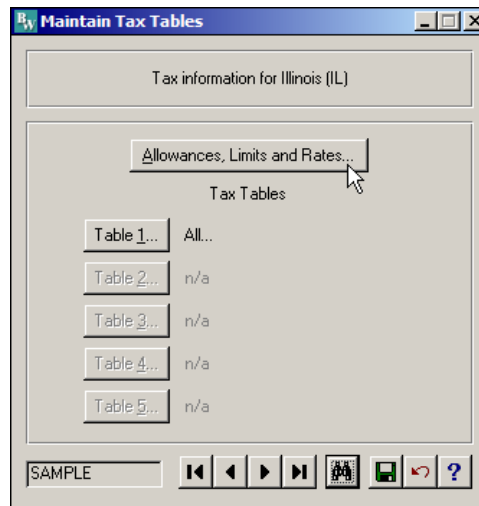 BW Maintain Tax Tables
Tax information for Illinois (IL)
Allowances, Limits and Rates...
Tax Tables
Table 1... All...
Table 2... n/a
Table 3... n/a
Table 4... n/a
Table 5... n/a
SAMPLE ?